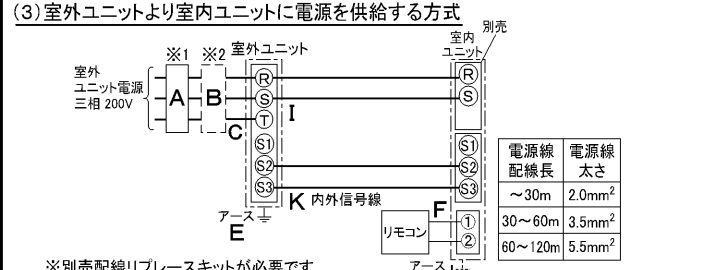 (3)室外ユニットより室内ユニットに電源を供給する方式
※1 ※2 室外ユニット
室内
ユニット
別売
室外
ユニット電源
三相 200V
A B C
R
S
T
S1
S2
S3
I
R
S
S1
S2
S3
K 内外信号線
アース
E
リモコン
F
①
②
アース
電源線配線長 電源線太さ
～30m 2.0mm²
30～60m 3.5mm²
60～120m 5.5mm²
※別売配線リプレースキットが必要です